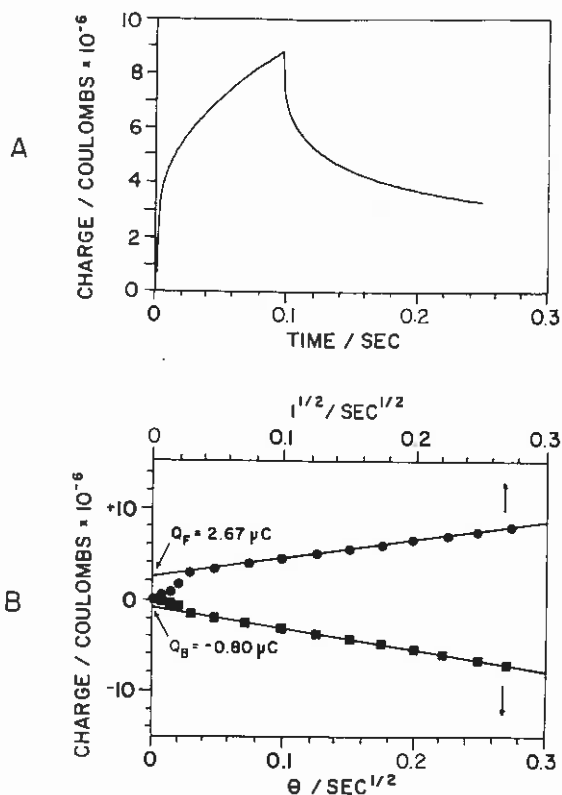 A
CHARGE / COULOMBS × 10⁻⁶
10
8
6
4
2
0
0
0.1
0.2
0.3
TIME / SEC
B
t^1/2/SEC^1/2
0
0.1
0.2
0.3
CHARGE / COULOMBS × 10⁻⁶
+10
0
-10
Q_F = 2.67 µC
Q_B = -0.80 µC
0
0.1
0.2
0.3
θ / SEC^1/2